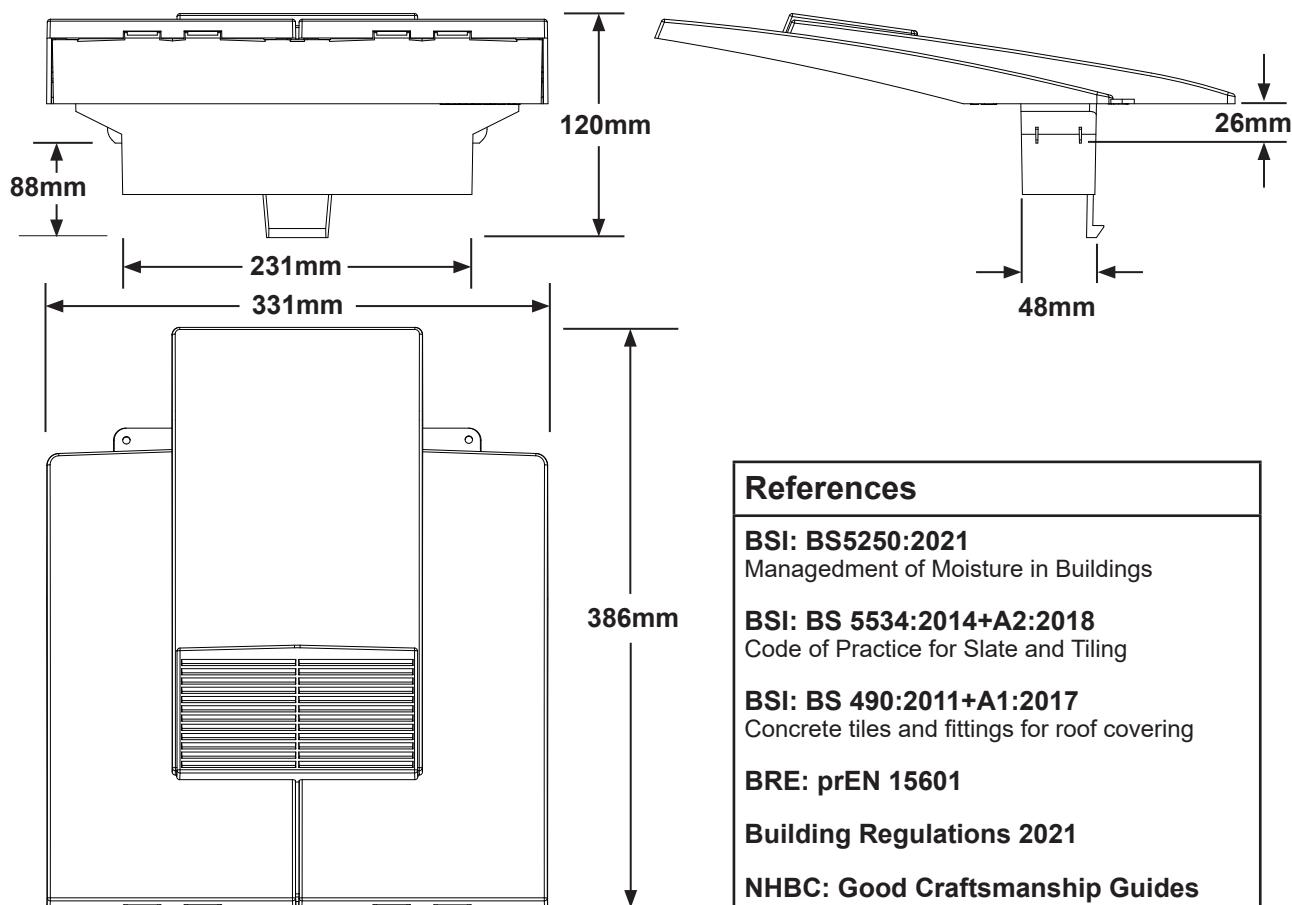 120mm
26mm
88mm
231mm
48mm
331mm
386mm
References
BSI: BS5250:2021
Managedment of Moisture in Buildings
BSI: BS 5534:2014+A2:2018
Code of Practice for Slate and Tiling
BSI: BS 490:2011+A1:2017
Concrete tiles and fittings for roof covering
BRE: prEN 15601
Building Regulations 2021
NHBC: Good Craftsmanship Guides